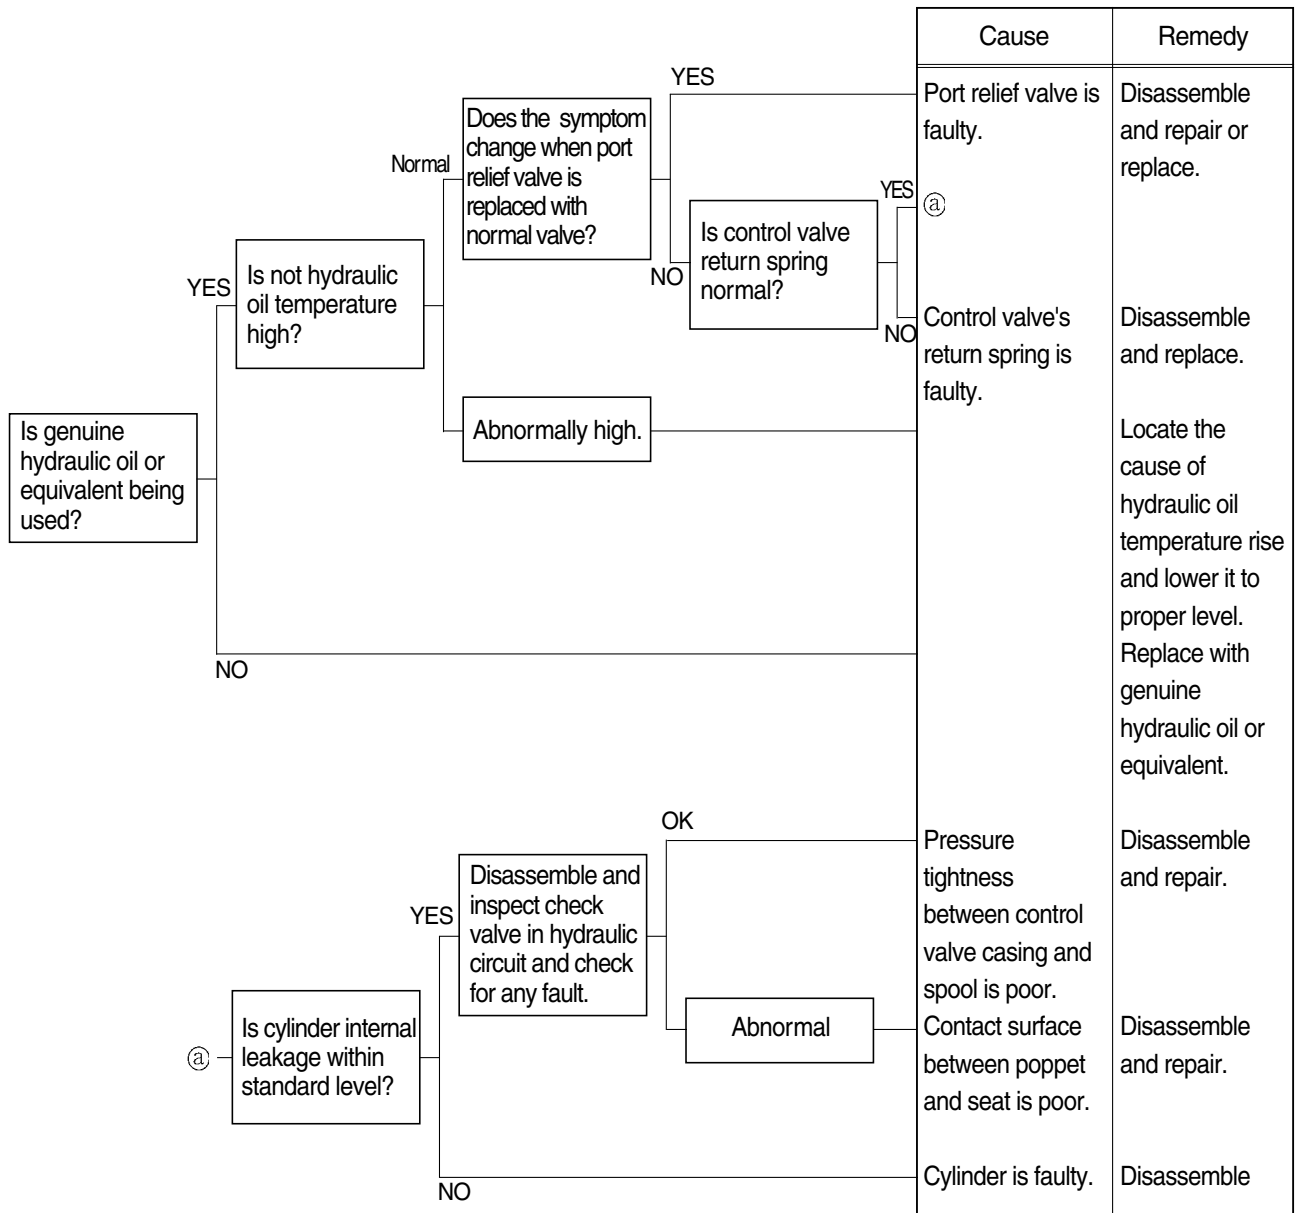 Cause
Remedy
YES
Port relief valve is
faulty.
Disassemble
and repair or
replace.
Does the symptom
change when port
relief valve is
replaced with
normal valve?
Normal
YES
ⓐ
Is control valve
return spring
normal?
NO
YES
Is not hydraulic
oil temperature
high?
NO
Control valve's
return spring is
faulty.
Disassemble
and replace.
Abnormally high.
Is genuine
hydraulic oil or
equivalent being
used?
Locate the
cause of
hydraulic oil
temperature rise
and lower it to
proper level.
NO
Replace with
genuine
hydraulic oil or
equivalent.
OK
Pressure
tightness
between control
valve casing and
spool is poor.
Disassemble
and repair.
YES
Disassemble and
inspect check
valve in hydraulic
circuit and check
for any fault.
ⓐ
Is cylinder internal
leakage within
standard level?
Abnormal
Contact surface
between poppet
and seat is poor.
Disassemble
and repair.
NO
Cylinder is faulty.
Disassemble